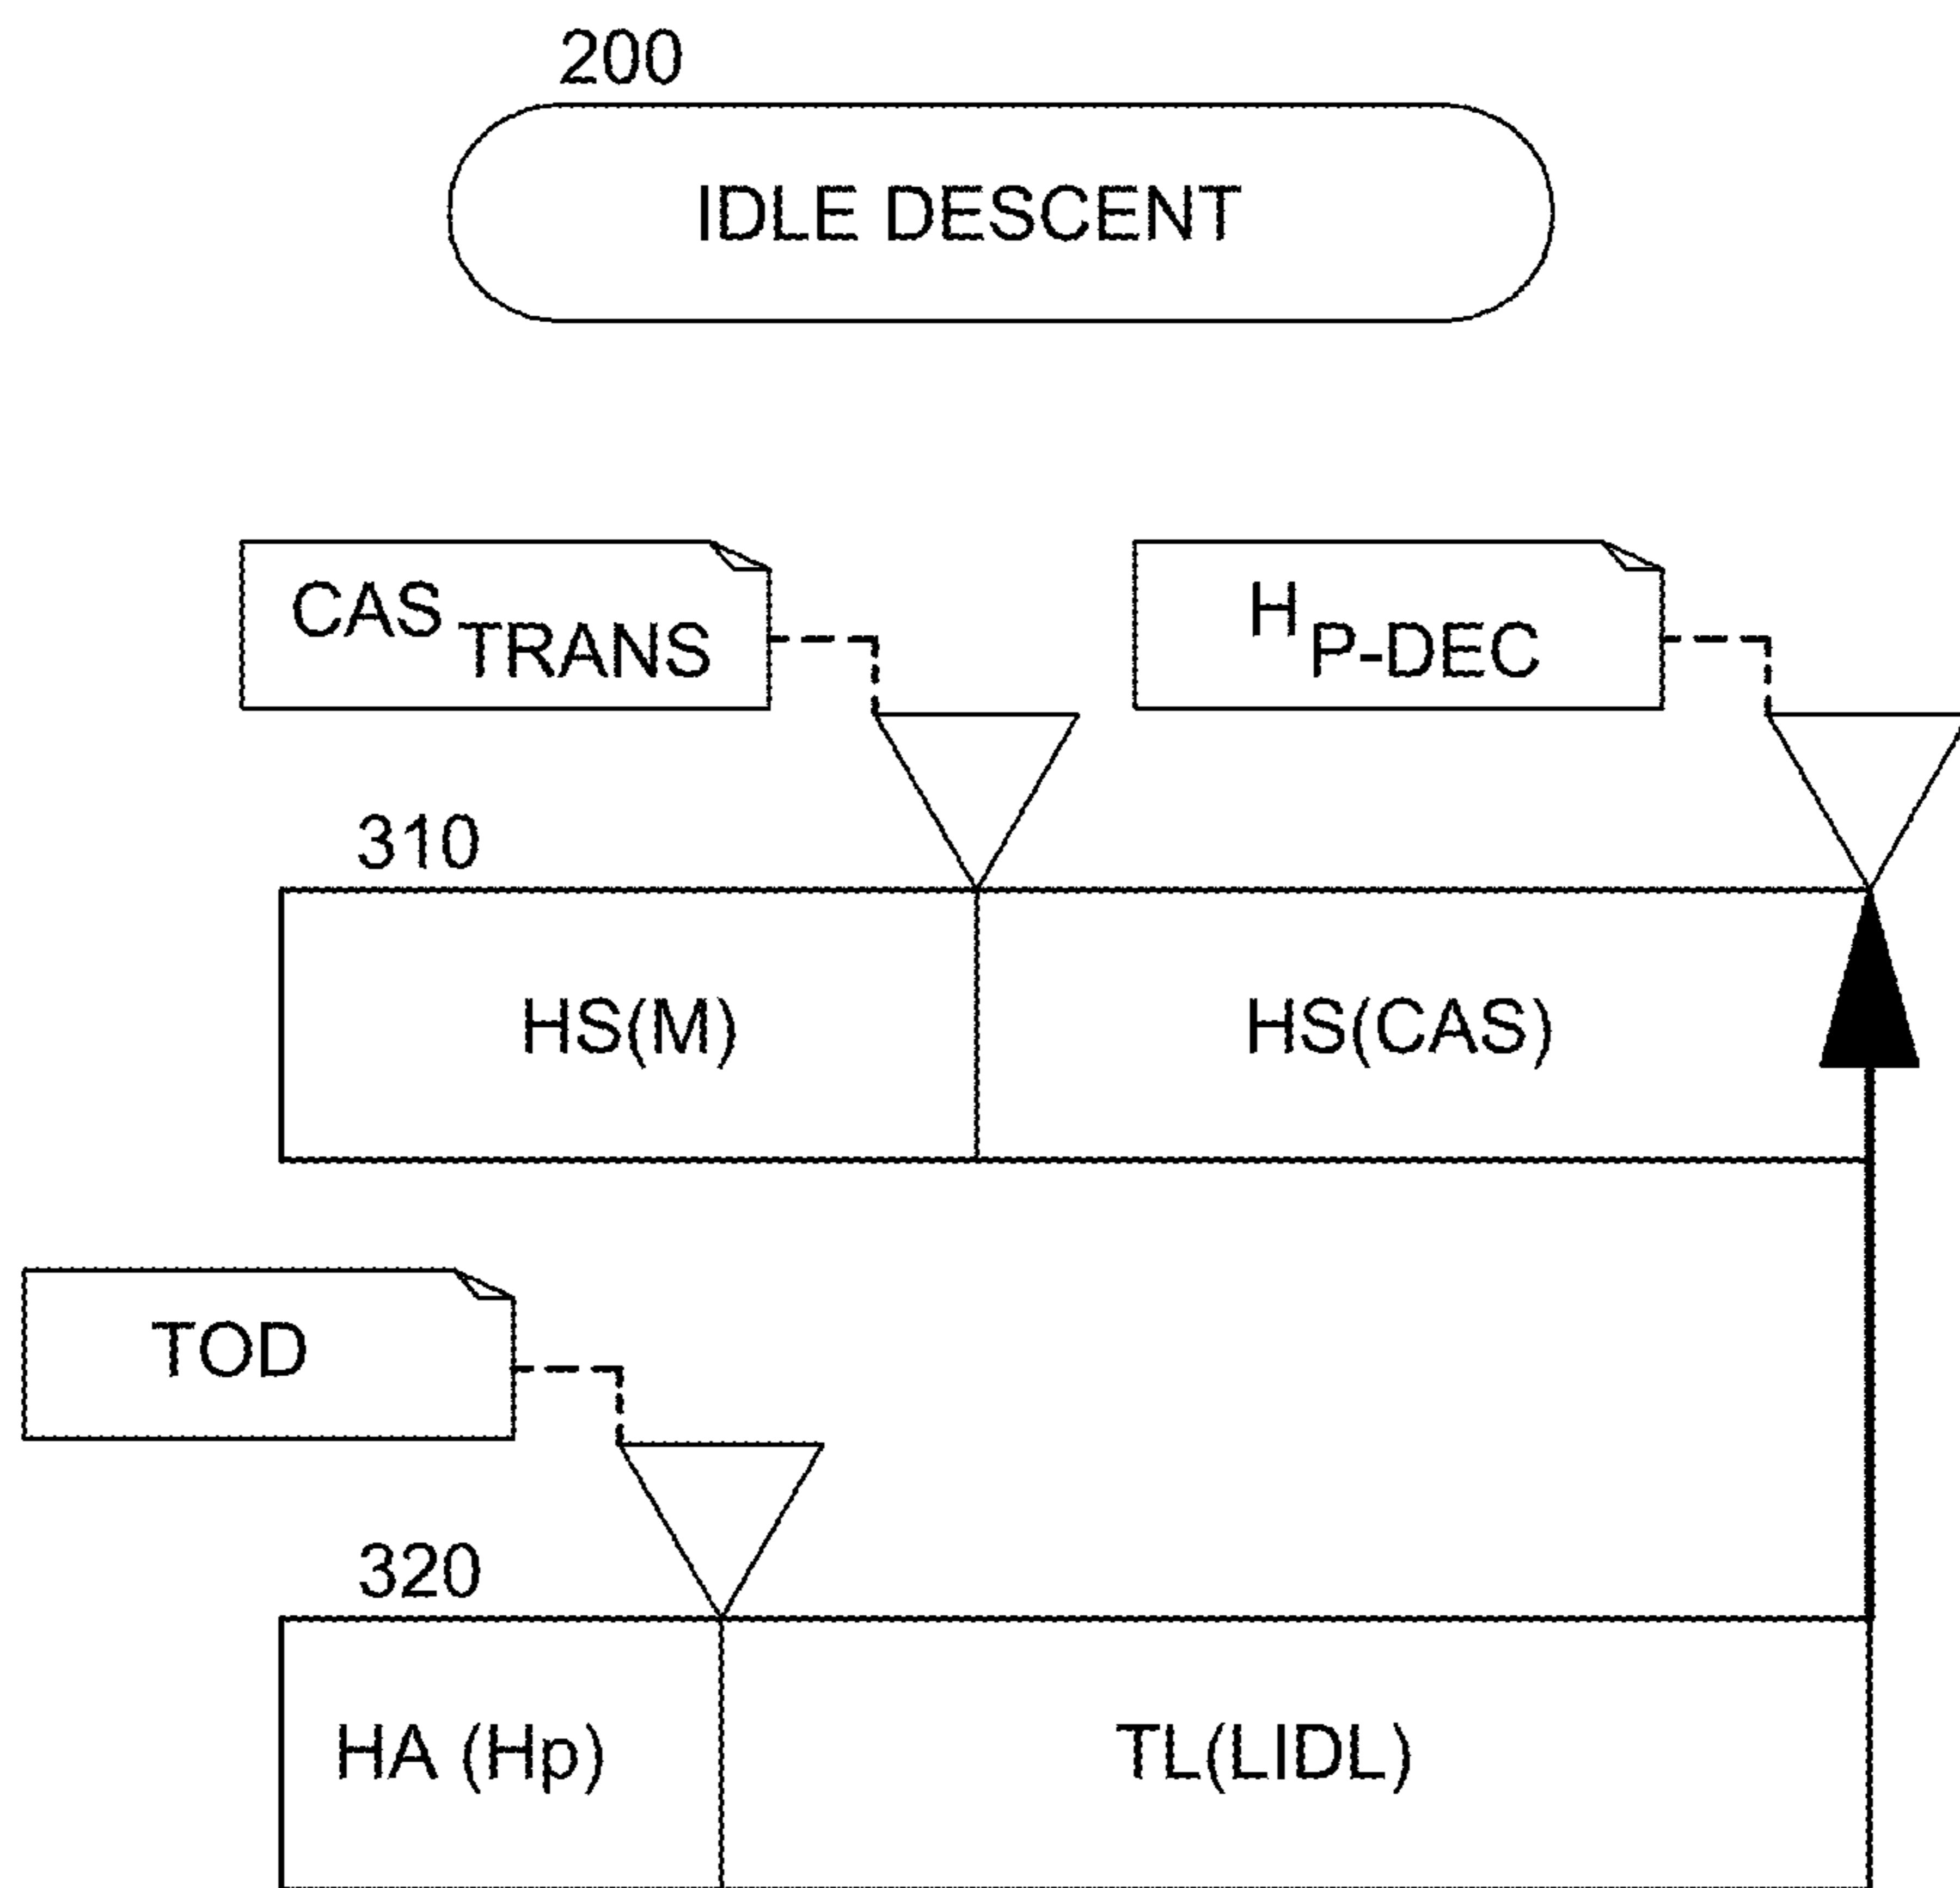 200
IDLE DESCENT
CAS TRANS
H P-DEC
310
HS(M)
HS(CAS)
TOD
320
HA (Hp)
TL(LIDL)